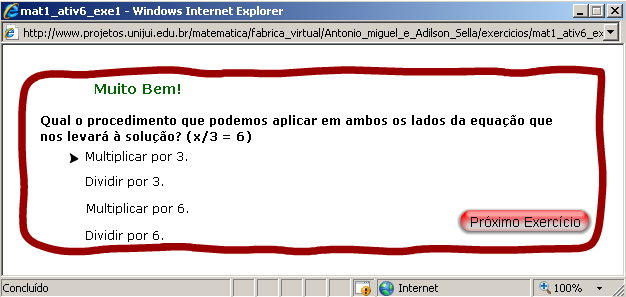 mat1_ativ6_exe1 - Windows Internet Explorer
http://www.projetos.unijui.edu.br/matematica/fabrica_virtual/Antonio_miguel_e_Adilson_Sella/exercicios/mat1_ativ6_ex
Muito Bem!
Qual o procedimento que podemos aplicar em ambos os lados da equação que
nos levará à solução? (x/3 = 6)
Multiplicar por 3.
Dividir por 3.
Multiplicar por 6.
Dividir por 6.
Próximo Exercício
Concluído Internet 100%